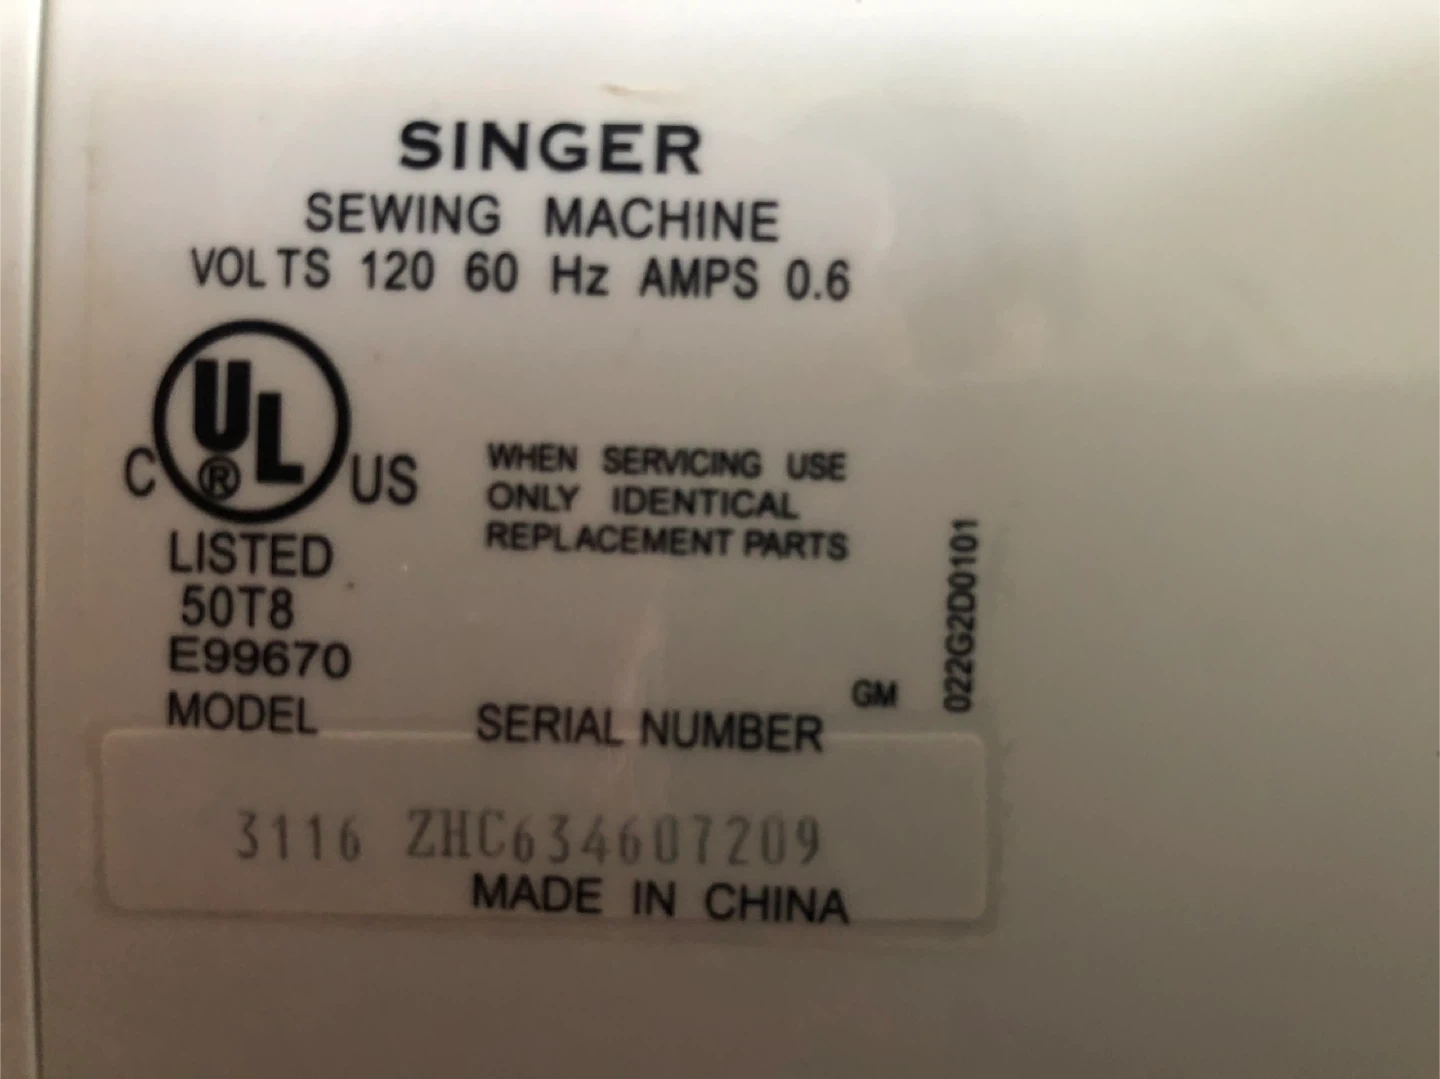 SINGER
SEWING MACHINE
VOLTS 120 60 Hz AMPS 0.6
UL
®
C US
LISTED
50T8
E99670
WHEN SERVICING USE
ONLY IDENTICAL
REPLACEMENT PARTS
022G2D0101
GM
MODEL SERIAL NUMBER
3116 ZHC634607209
MADE IN CHINA